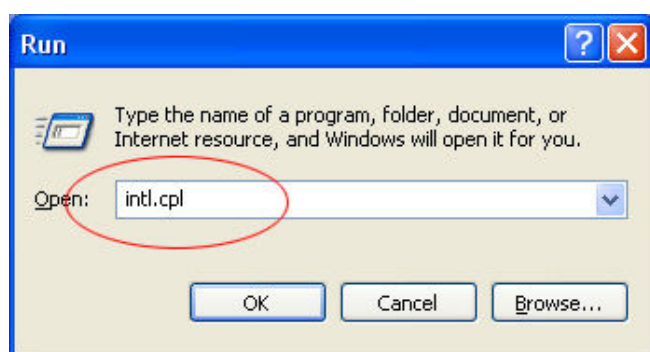 Run
Type the name of a program, folder, document, or
Internet resource, and Windows will open it for you.
Open: intl.cpl
OK Cancel Browse...